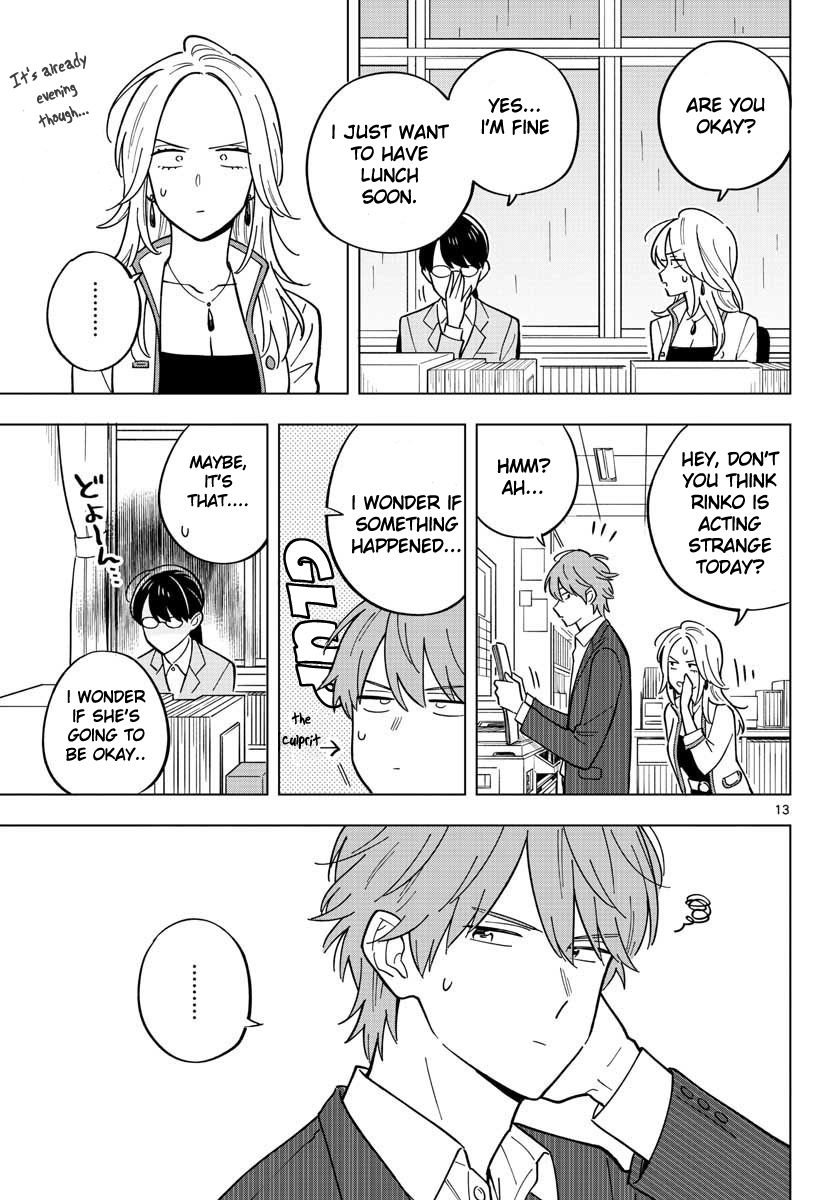 ARE YOU
OKAY?
YES...
I'M FINE
I JUST WANT
TO HAVE
LUNCH
SOON.
It's already
evening
though...
.........
HEY, DON'T
YOU THINK
RINKO IS
ACTING
STRANGE
TODAY?
HMM?
AH...
I WONDER IF
SOMETHING
HAPPENED...
GLUP
the
culprit
MAYBE,
IT'S
THAT....
どよーん…
I WONDER
IF SHE'S
GOING TO
BE OKAY..
13
.........